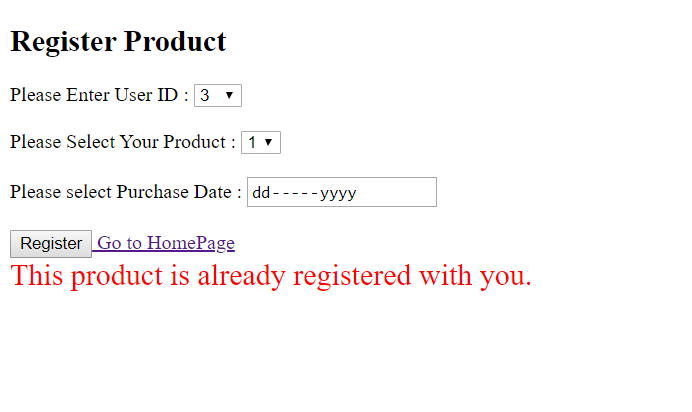 Register Product
Please Enter User ID : 3
Please Select Your Product : 1
Please select Purchase Date : dd-----yyyy
Register Go to HomePage
This product is already registered with you.